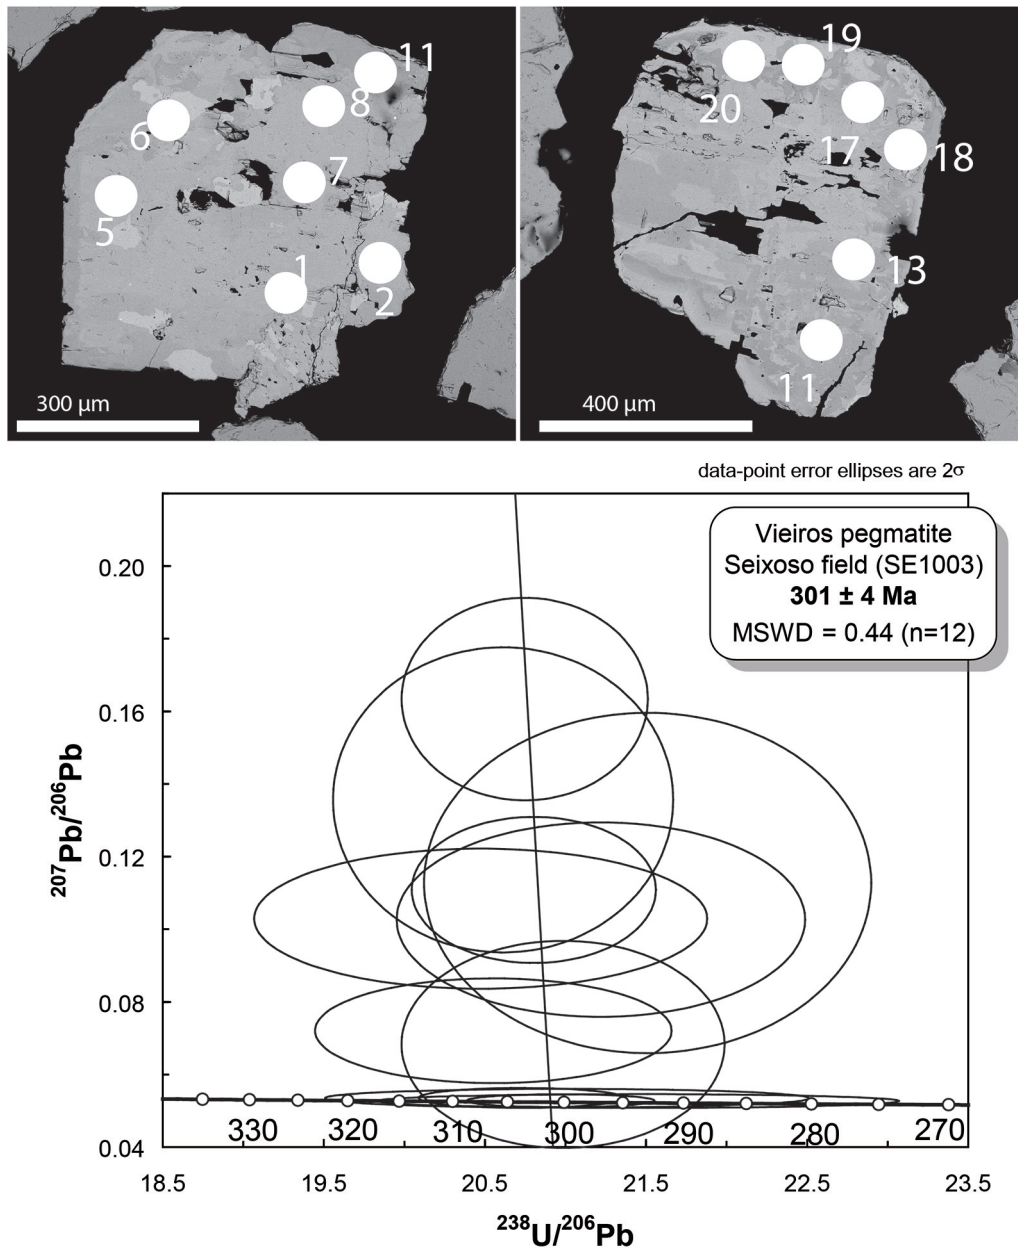 11
8
6
7
5
1
2
300 µm
19
20
17
18
13
11
400 µm
data-point error ellipses are 2σ
Vieiros pegmatite
Seixoso field (SE1003)
301 ± 4 Ma
MSWD = 0.44 (n=12)
0.20
0.16
0.12
0.08
0.04
207Pb/206Pb
330 320 310 300 290 280 270
18.5 19.5 20.5 21.5 22.5 23.5
238U/206Pb